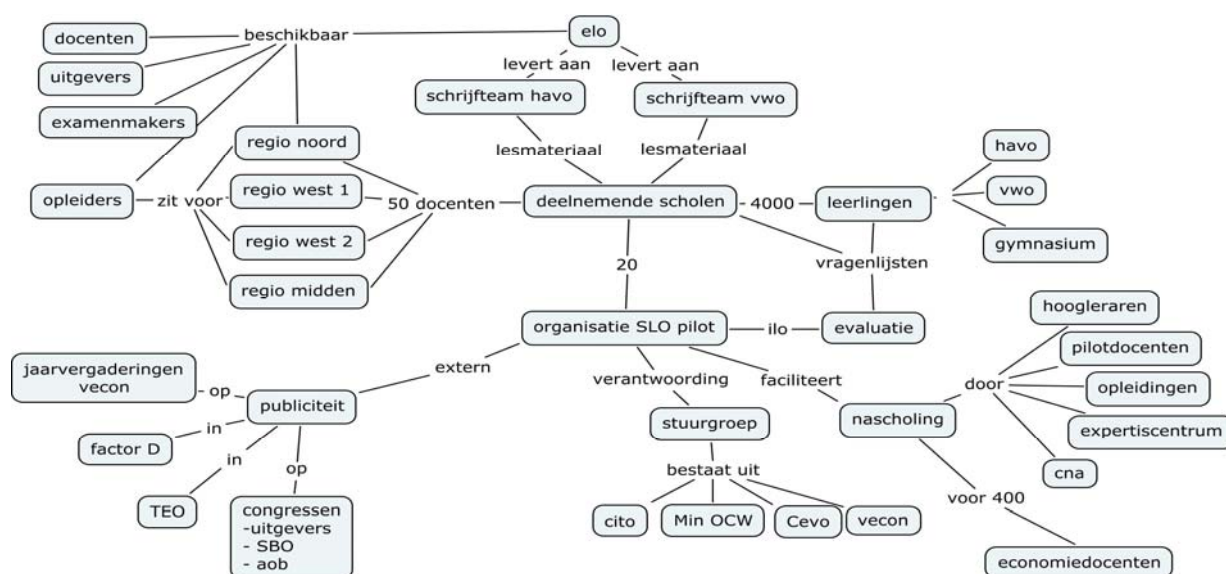 docenten
beschikbaar
elo
uitgevers
levert aan
levert aan
examenmakers
schrijfteam havo
schrijfteam vwo
regio noord
lesmateriaal
lesmateriaal
havo
opleiders
zit voor
regio west 1
50 docenten
deelnemende scholen
4000
leerlingen
vwo
regio west 2
gymnasium
20
vragenlijsten
regio midden
hoogleraren
organisatie SLO pilot
ilo
evaluatie
pilotdocenten
jaarvergaderingen
vecon
extern
verantwoording
faciliteert
door
opleidingen
op
publiciteit
stuurgroep
nascholing
expertiscentrum
factor D
in
in
op
bestaat uit
cna
voor 400
TEO
congressen
-uitgevers
- SBO
- aob
cito
Min OCW
Cevo
vecon
economiedocenten